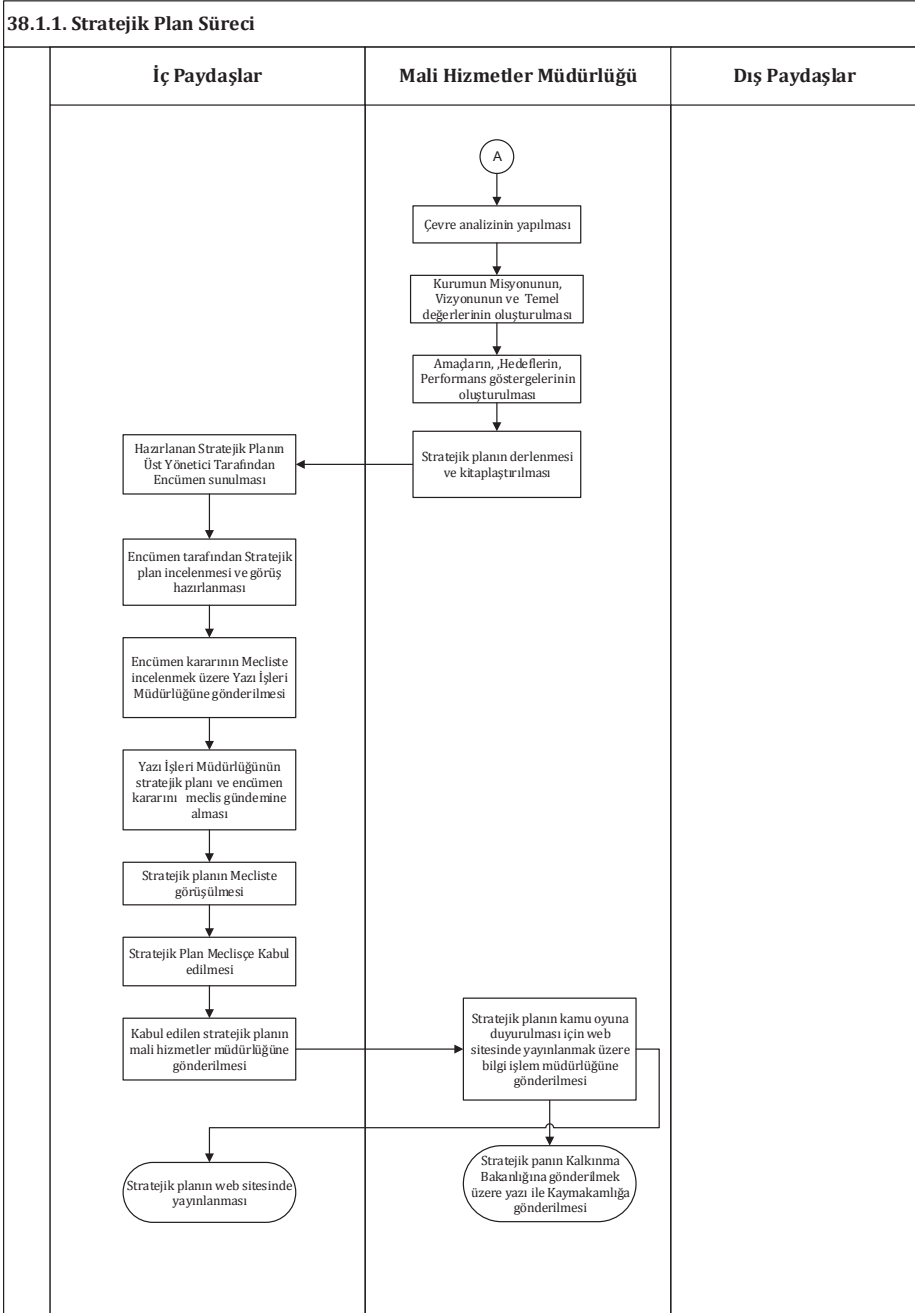 38.1.1. Stratejik Plan Süreci
İç Paydaşlar
Mali Hizmetler Müdürlüğü
Dış Paydaşlar
A
Çevre analizinin yapılması
Kurumun Misyonunun,
Vizyonunun ve Temel
değerlerinin oluşturulması
Amaçların, ,Hedeflerin,
Performans göstergelerinin
oluşturulması
Stratejik planın derlenmesi
ve kitaplaştırılması
Hazırlanan Stratejik Planın
Üst Yönetici Tarafından
Encümen sunulması
Encümen tarafından Stratejik
plan incelenmesi ve görüş
hazırlanması
Encümen kararının Mecliste
incelenmek üzere Yazı İşleri
Müdürlüğüne gönderilmesi
Yazı İşleri Müdürlüğünün
stratejik planı ve encümen
kararını meclis gündemine
alması
Stratejik planın Mecliste
görüşülmesi
Stratejik Plan Meclisçe Kabul
edilmesi
Kabul edilen stratejik planın
mali hizmetler müdürlüğüne
gönderilmesi
Stratejik planın kamu oyuna
duyurulması için web
sitesinde yayınlanmak üzere
bilgi işlem müdürlüğüne
gönderilmesi
Stratejik planın web sitesinde
yayınlanması
Stratejik panın Kalkınma
Bakanlığına gönderilmek
üzere yazı ile Kaymakamlığa
gönderilmesi